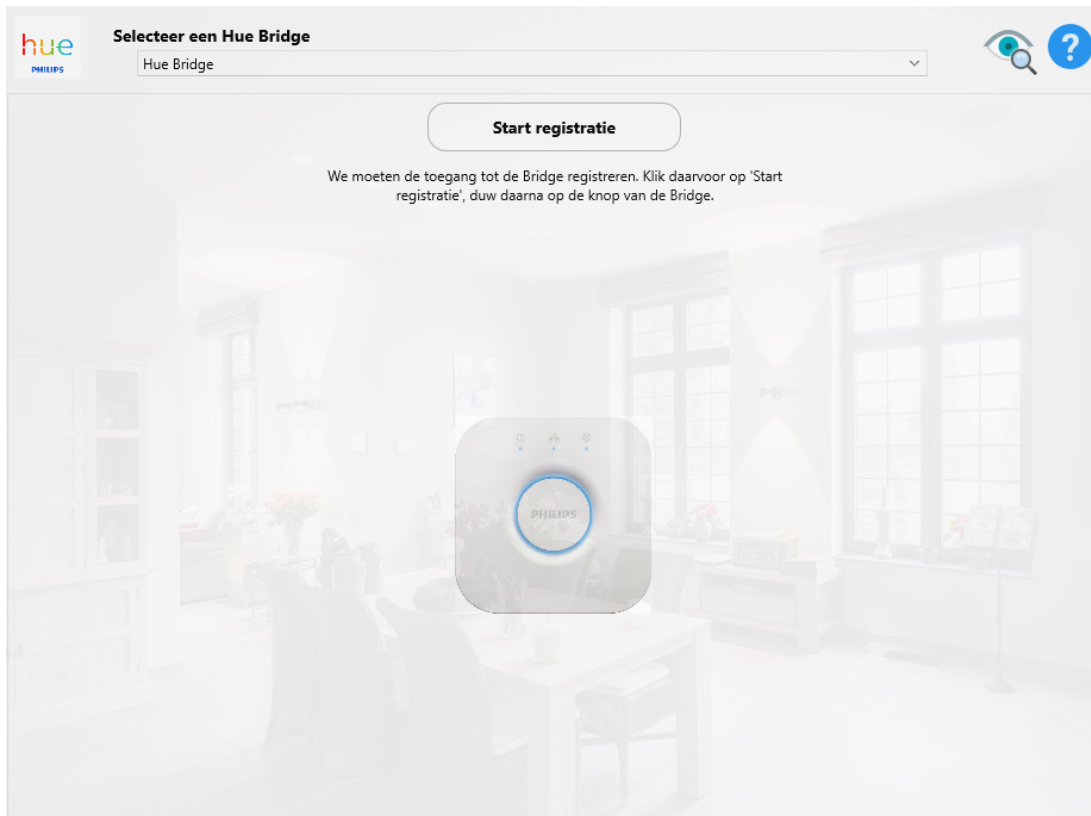 hue
PHILIPS
Selecteer een Hue Bridge
Hue Bridge
?
Start registratie
We moeten de toegang tot de Bridge registreren. Klik daarvoor op 'Start
registratie', duw daarna op de knop van de Bridge.
PHILIPS